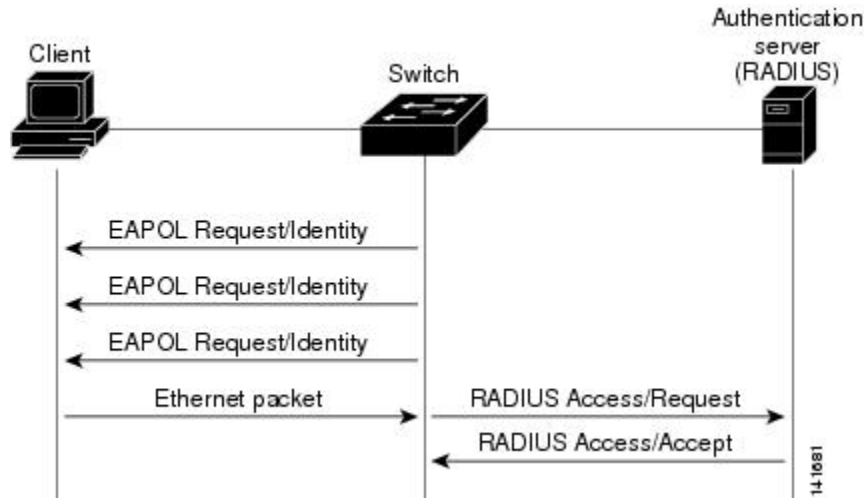 Client
Switch
Authentication
server
(RADIUS)
EAPOL Request/Identity
EAPOL Request/Identity
EAPOL Request/Identity
Ethernet packet
RADIUS Access/Request
RADIUS Access/Accept
141681